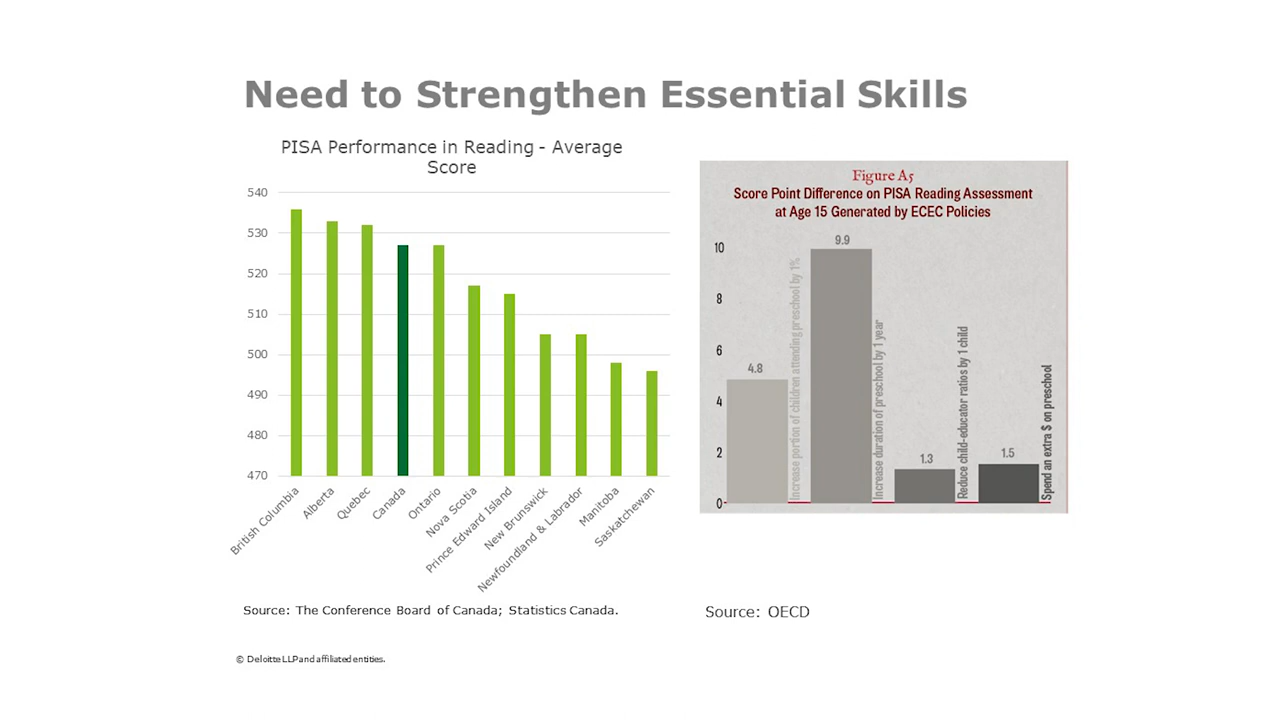 Need to Strengthen Essential Skills
PISA Performance in Reading - Average
Score
540
530
520
510
500
490
480
470
British Columbia
Alberta
Quebec
Canada
Ontario
Nova Scotia
Prince Edward Island
New Brunswick
Newfoundland & Labrador
Manitoba
Saskatchewan
Source: The Conference Board of Canada; Statistics Canada.
Figure A5
Score Point Difference on PISA Reading Assessment
at Age 15 Generated by ECEC Policies
10
8
6
4
2
0
4.8
Increase portion of children attending preschool by 1%
9.9
Increase duration of preschool by 1 year
1.3
Reduce child-educator ratios by 1 child
1.5
Spend an extra $ on preschool
Source: OECD
© Deloitte LLP and affiliated entities.